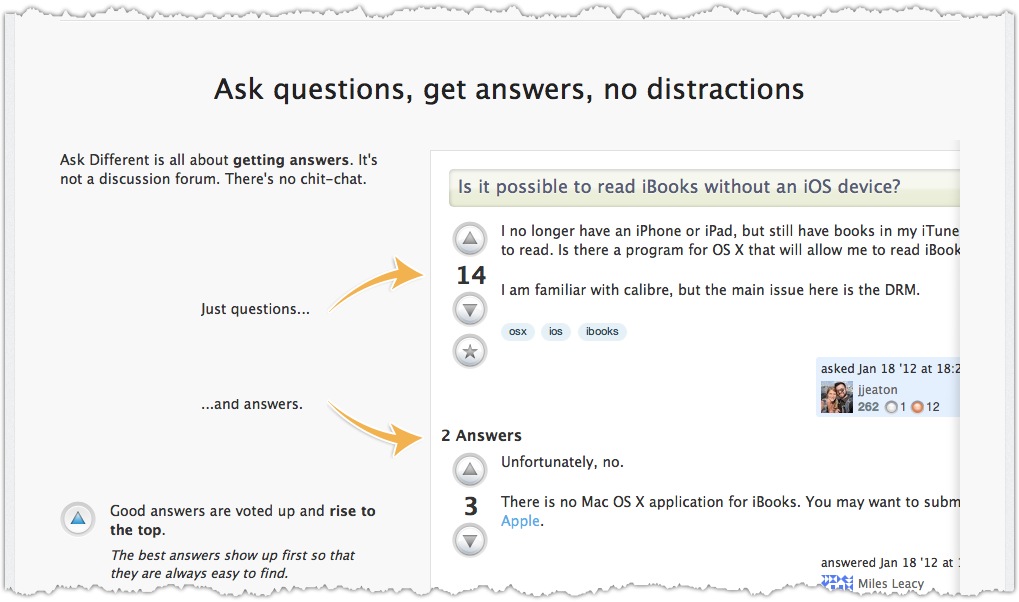 Ask questions, get answers, no distractions
Ask Different is all about getting answers. It's
not a discussion forum. There's no chit-chat.
Just questions...
...and answers.
Good answers are voted up and rise to
the top.
The best answers show up first so that
they are always easy to find.
Is it possible to read iBooks without an iOS device?
I no longer have an iPhone or iPad, but still have books in my iTune
to read. Is there a program for OS X that will allow me to read iBook
14
I am familiar with calibre, but the main issue here is the DRM.
osx ios ibooks
asked Jan 18 '12 at 18:2
jjeaton
262 1 12
2 Answers
Unfortunately, no.
3
There is no Mac OS X application for iBooks. You may want to subm
Apple.
answered Jan 18 '12 at
Miles Leacy